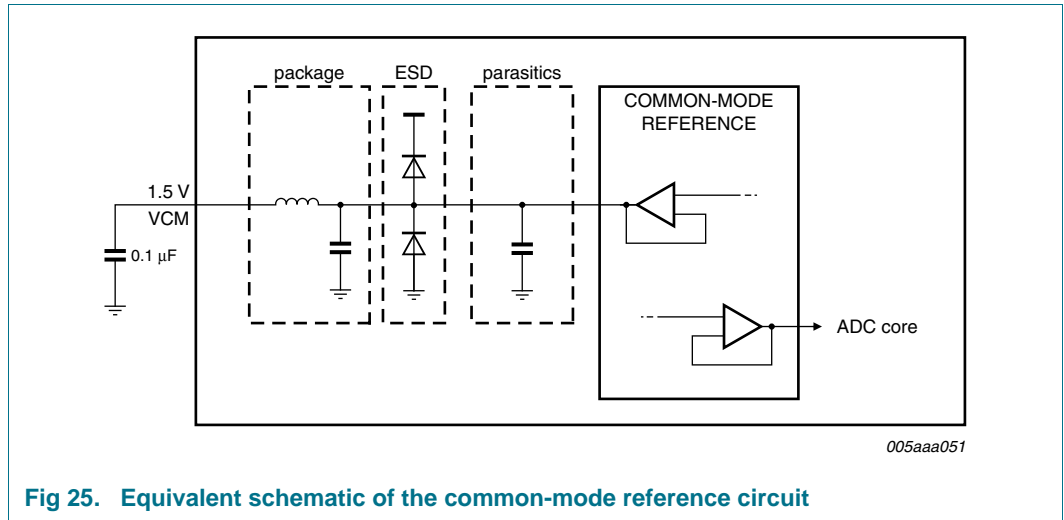 package
ESD
parasitics
COMMON-MODE
REFERENCE
1.5 V
VCM
0.1 μF
ADC core
005aaa051
Fig 25. Equivalent schematic of the common-mode reference circuit